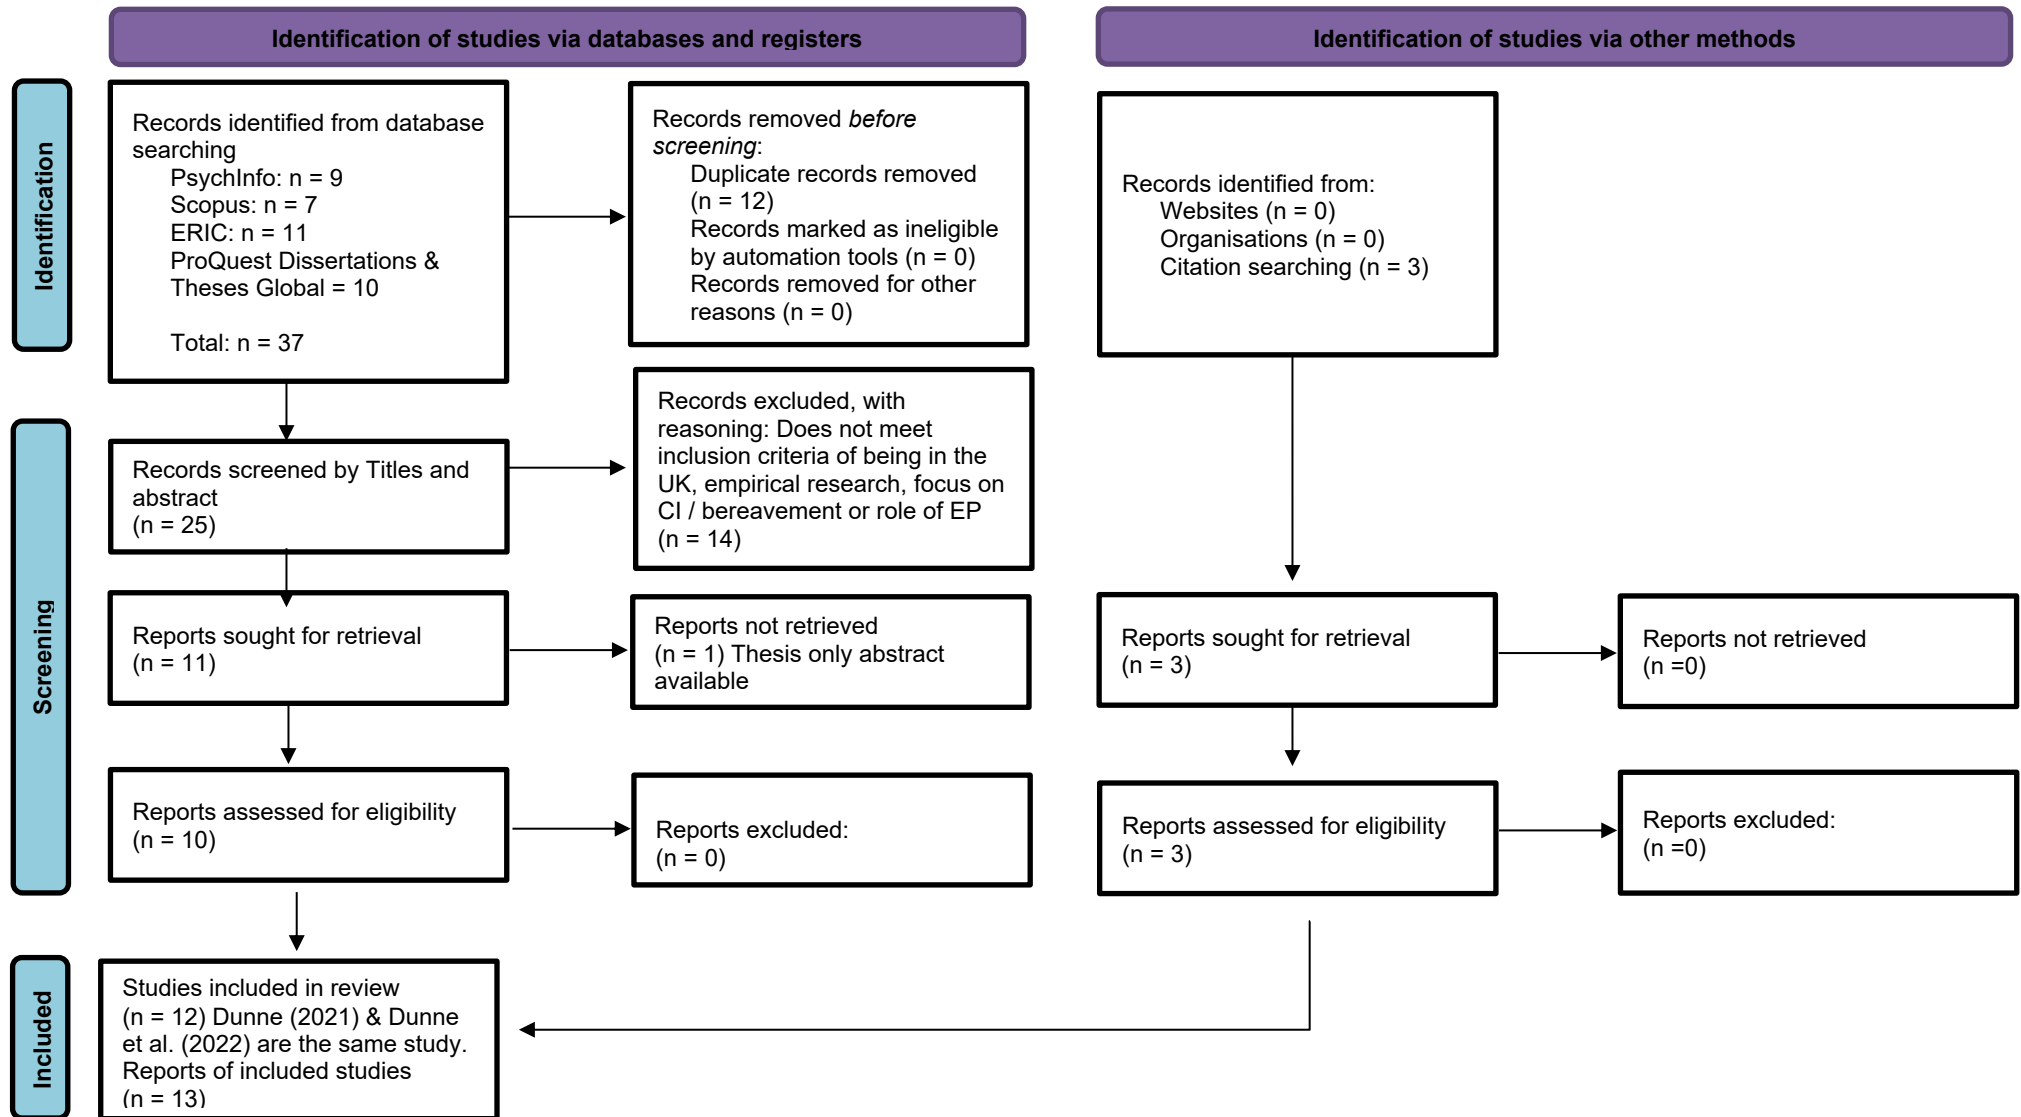 Identification of studies via databases and registers
Identification of studies via other methods
Identification
Records identified from database
searching
PsychInfo: n = 9
Scopus: n = 7
ERIC: n = 11
ProQuest Dissertations &
Theses Global = 10
Total: n = 37
Records removed before
screening:
Duplicate records removed
(n = 12)
Records marked as ineligible
by automation tools (n = 0)
Records removed for other
reasons (n = 0)
Records identified from:
Websites (n = 0)
Organisations (n = 0)
Citation searching (n = 3)
Screening
Records screened by Titles and
abstract
(n = 25)
Records excluded, with
reasoning: Does not meet
inclusion criteria of being in the
UK, empirical research, focus on
CI / bereavement or role of EP
(n = 14)
Reports sought for retrieval
(n = 11)
Reports not retrieved
(n = 1) Thesis only abstract
available
Reports sought for retrieval
(n = 3)
Reports not retrieved
(n =0)
Reports assessed for eligibility
(n = 10)
Reports excluded:
(n = 0)
Reports assessed for eligibility
(n = 3)
Reports excluded:
(n =0)
Included
Studies included in review
(n = 12) Dunne (2021) & Dunne
et al. (2022) are the same study.
Reports of included studies
(n = 13)